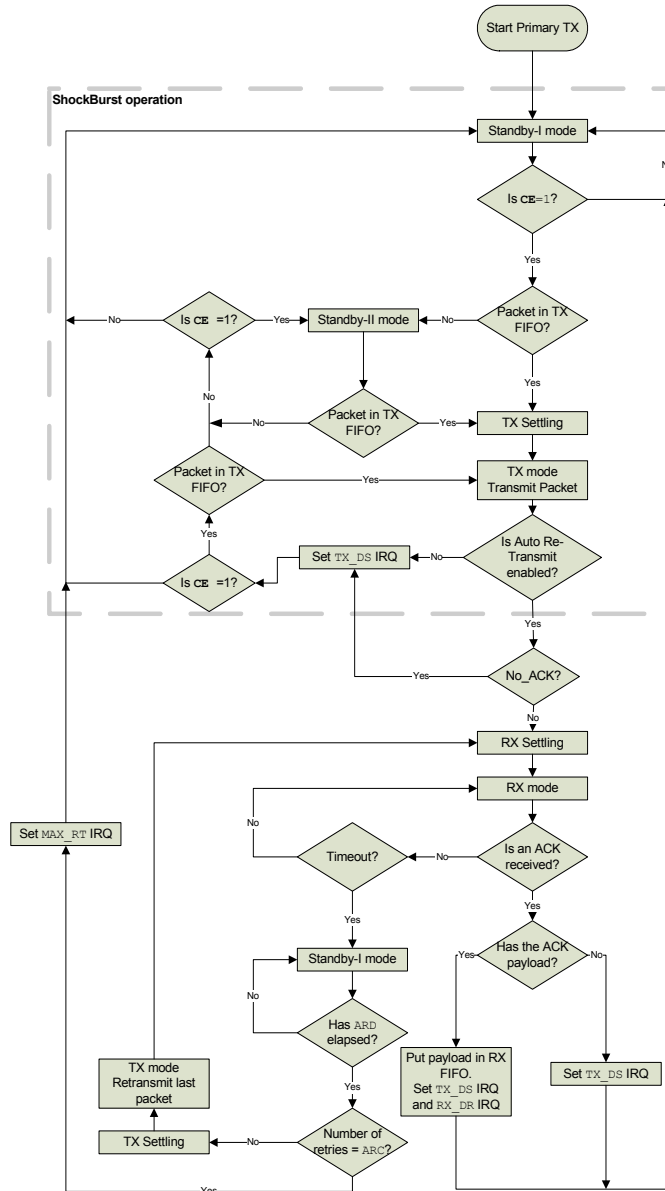 Start Primary TX
ShockBurst operation
Standby-I mode
N
Is CE=1?
Yes
No
Is CE =1?
Yes
Standby-II mode
No
Packet in TX
FIFO?
No
Yes
No
Packet in TX
FIFO?
Yes
TX Settling
Packet in TX
FIFO?
Yes
TX mode
Transmit Packet
Yes
Is CE =1?
Set TX_DS IRQ
No
Is Auto Re-
Transmit
enabled?
Yes
Yes
No_ACK?
No
RX Settling
RX mode
No
Set MAX_RT IRQ
Timeout?
No
Is an ACK
received?
Yes
Yes
Standby-I mode
Yes
Has the ACK
payload?
No
No
Has ARD
elapsed?
Yes
TX mode
Retransmit last
packet
Put payload in RX
FIFO.
Set TX_DS IRQ
and RX_DR IRQ
Set TX_DS IRQ
TX Settling
No
Number of
retries = ARC?
Yes